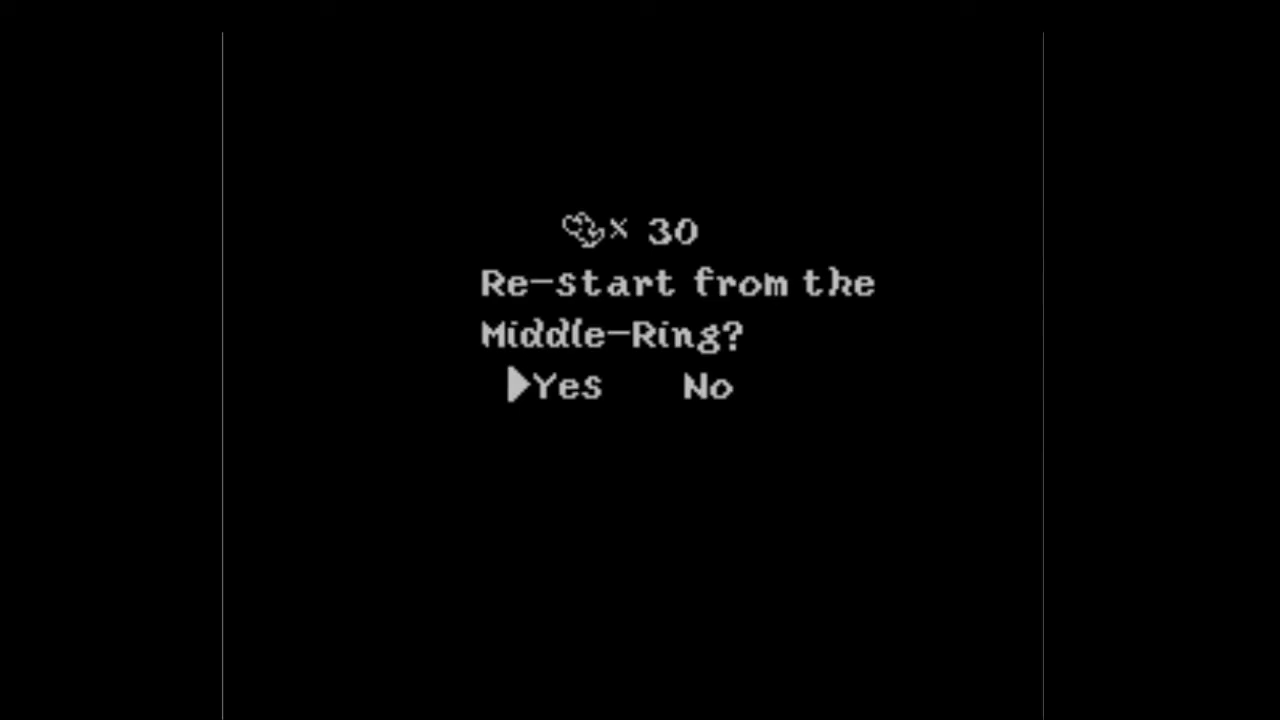 × 30
Re-start from the
Middle-Ring?
Yes No